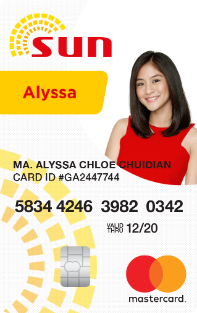 sun
Alyssa
MA. ALYSSA CHLOE CHUIDIAN
CARD ID #GA2447744
5834 4246 3982 0342
VALID THRU 12/20
mastercard.